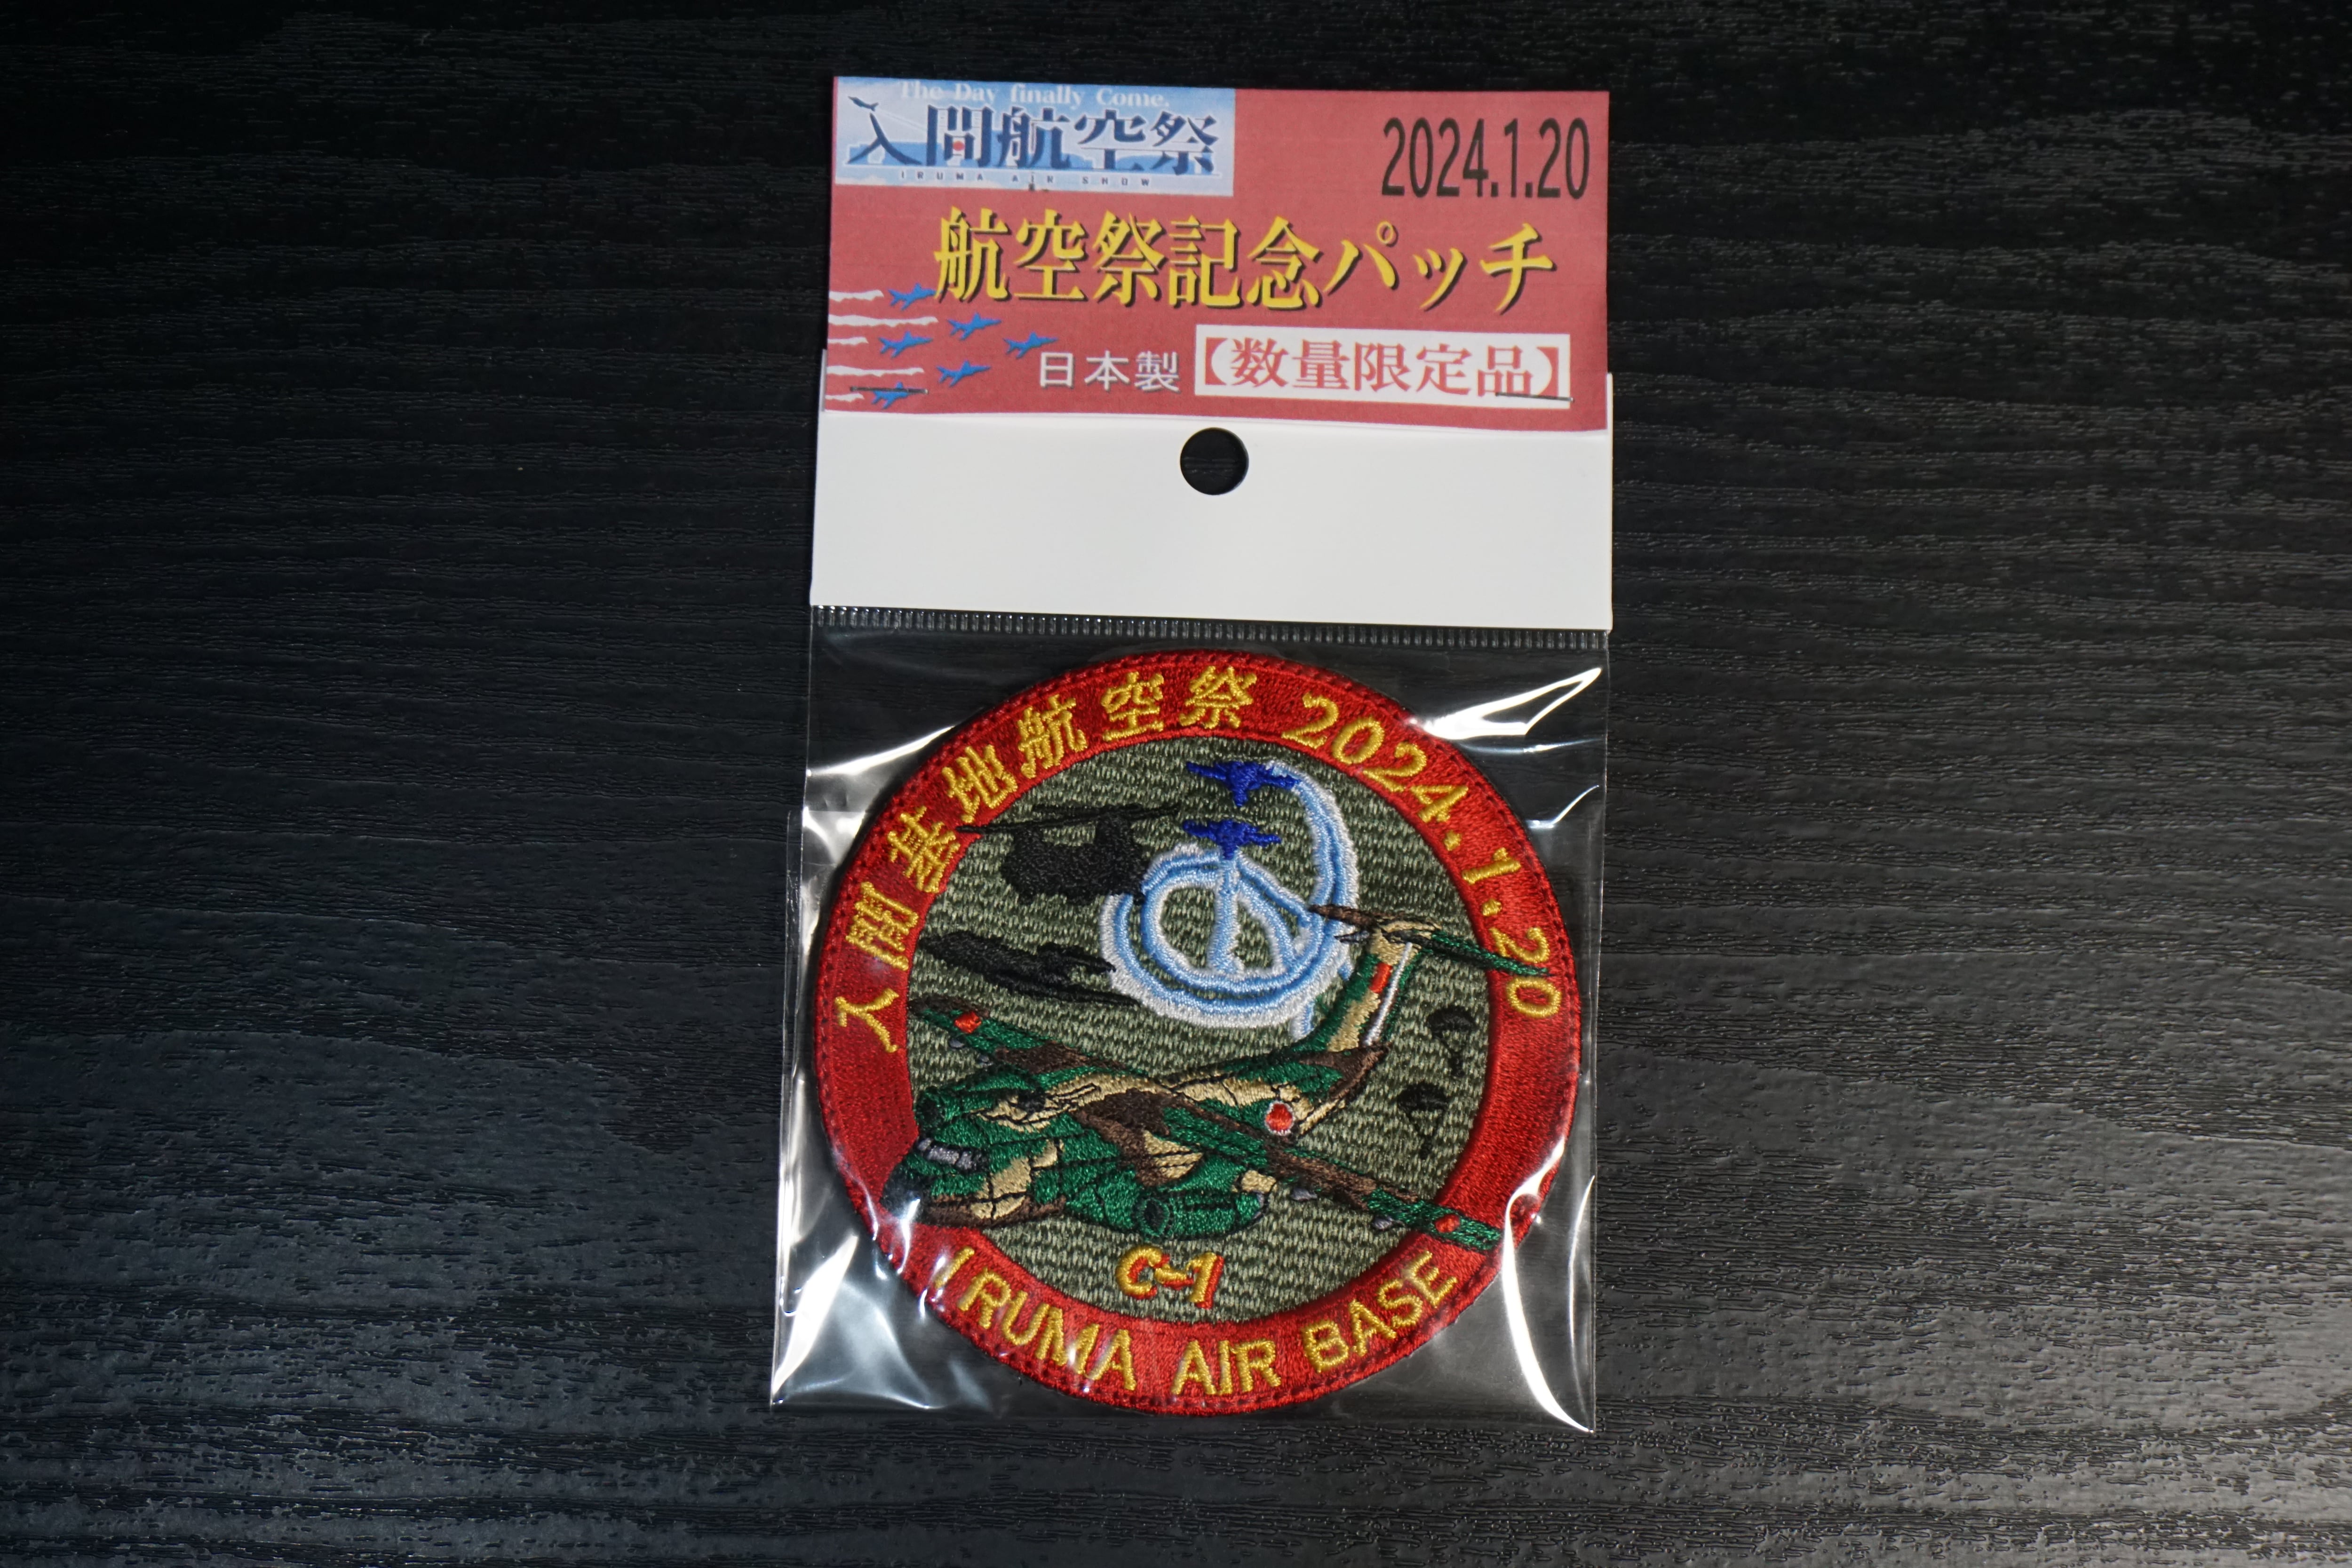 The Day finally Come.
入間航空祭
IRUMA AIR SHOW
2024.1.20
航空祭記念パッチ
日本製【数量限定品】
入間基地航空祭 2024.1.20
C-1
IRUMA AIR BASE